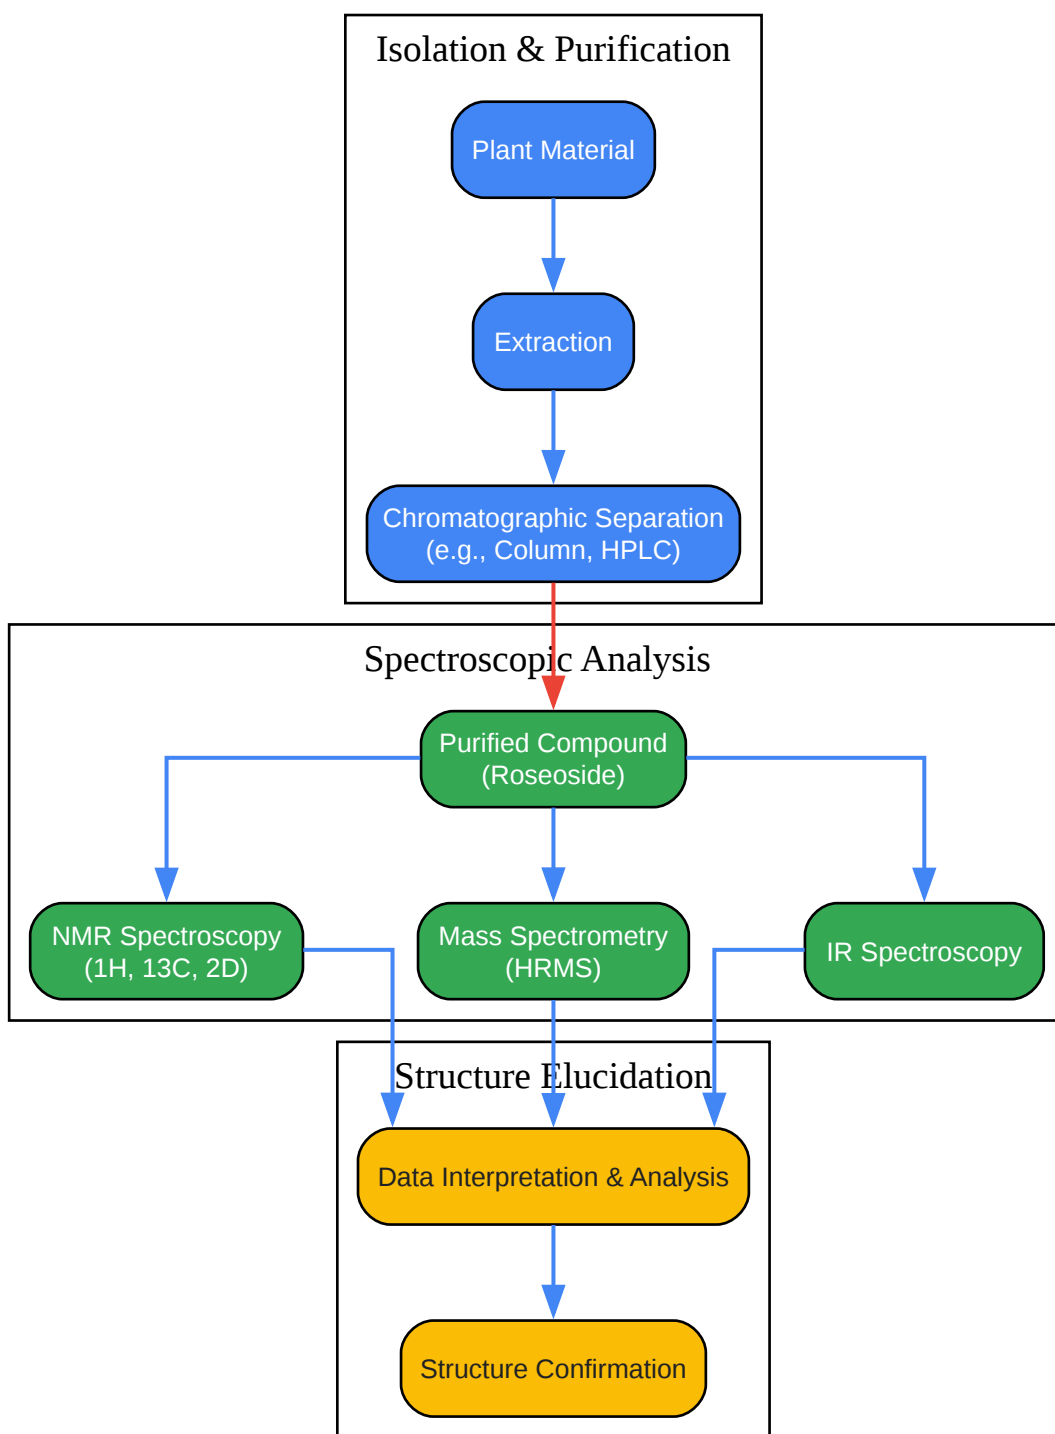 Isolation & Purification
Plant Material
Extraction
Chromatographic Separation
(e.g., Column, HPLC)
Spectroscopic Analysis
Purified Compound
(Roseoside)
NMR Spectroscopy
(1H, 13C, 2D)
Mass Spectrometry
(HRMS)
IR Spectroscopy
Structure Elucidation
Data Interpretation & Analysis
Structure Confirmation